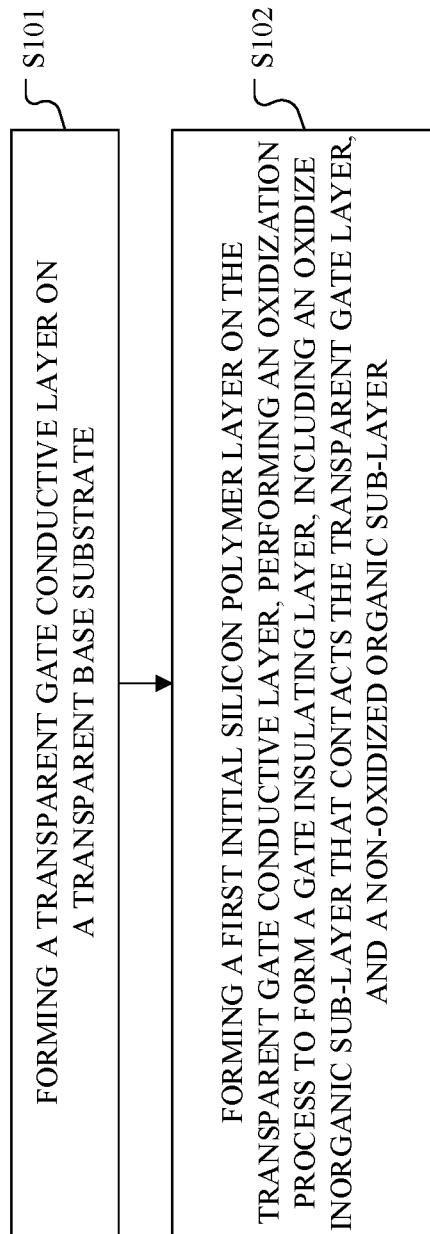 FORMING A TRANSPARENT GATE CONDUCTIVE LAYER ON
A TRANSPARENT BASE SUBSTRATE
S101
FORMING A FIRST INITIAL SILICON POLYMER LAYER ON THE
TRANSPARENT GATE CONDUCTIVE LAYER, PERFORMING AN OXIDIZATION
PROCESS TO FORM A GATE INSULATING LAYER, INCLUDING AN OXIDIZE
INORGANIC SUB-LAYER THAT CONTACTS THE TRANSPARENT GATE LAYER,
AND A NON-OXIDIZED ORGANIC SUB-LAYER
S102